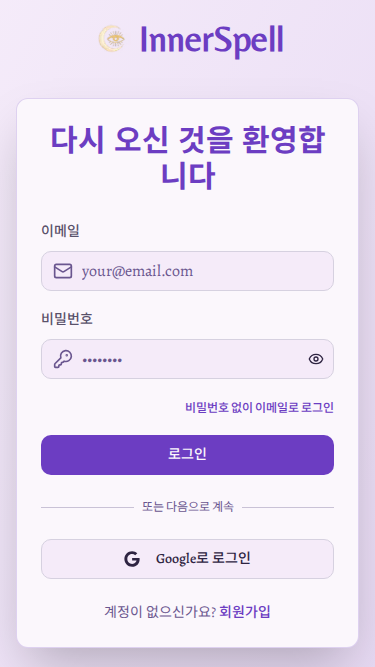 InnerSpell
다시 오신 것을 환영합
니다
이메일
your@email.com
비밀번호
••••••••
비밀번호 없이 이메일로 로그인
로그인
또는 다음으로 계속
G Google로 로그인
계정이 없으신가요? 회원가입